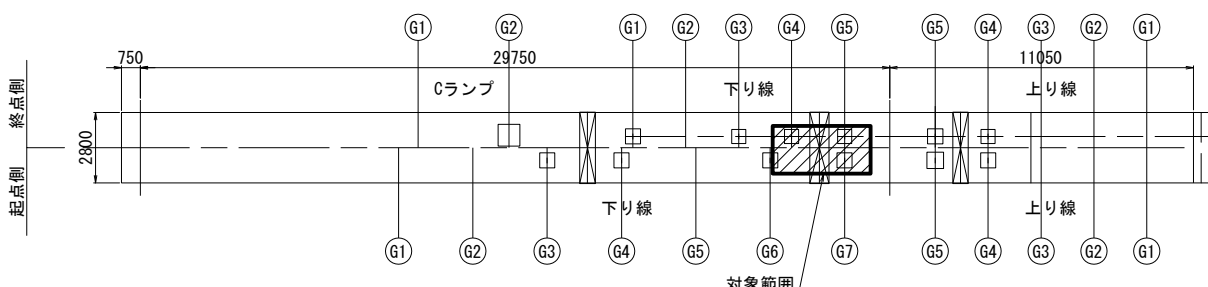 G1 G2 G1 G2 G3 G4 G5 G5 G4 G3 G2 G1
750 29750 11050
Cランプ 下り線 上り線
終点側
2800
起点側
下り線 上り線
G1 G2 G3 G4 G5 G6 G7 G5 G4 G3 G2 G1
対象範囲